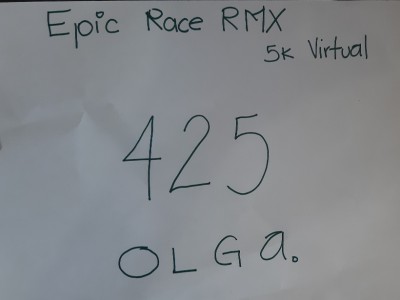 Epic Race RMX
5K Virtual
425
OLGa.